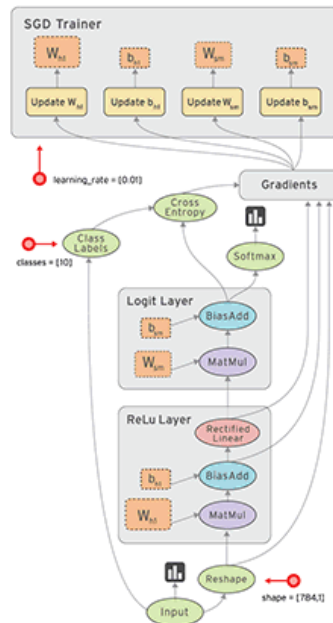 SGD Trainer
W_hl
b_hl
W_sm
b_sm
Update W_hl
Update b_hl
Update W_sm
Update b_sm
learning_rate = [0.01]
Gradients
Cross
Entropy
Class
Labels
classes = [10]
Softmax
Logit Layer
b_sm
BiasAdd
W_sm
MatMul
ReLu Layer
Rectified
Linear
b_hl
BiasAdd
W_hl
MatMul
Reshape
shape = [784,1]
Input